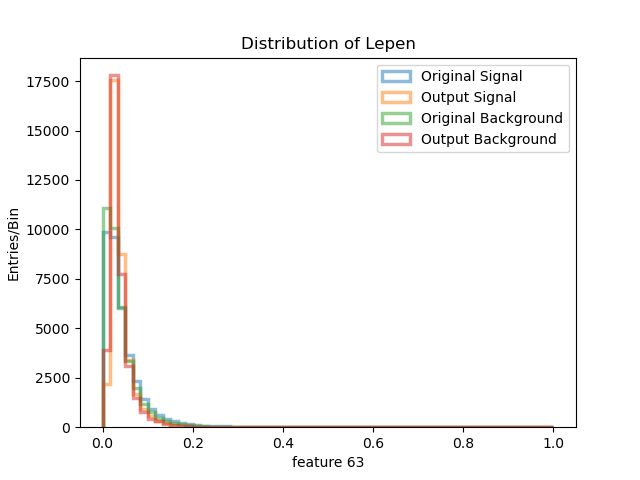 Distribution of Lepen
Original Signal
Output Signal
Original Background
Output Background
Entries/Bin
17500
15000
12500
10000
7500
5000
2500
0
0.0 0.2 0.4 0.6 0.8 1.0
feature 63